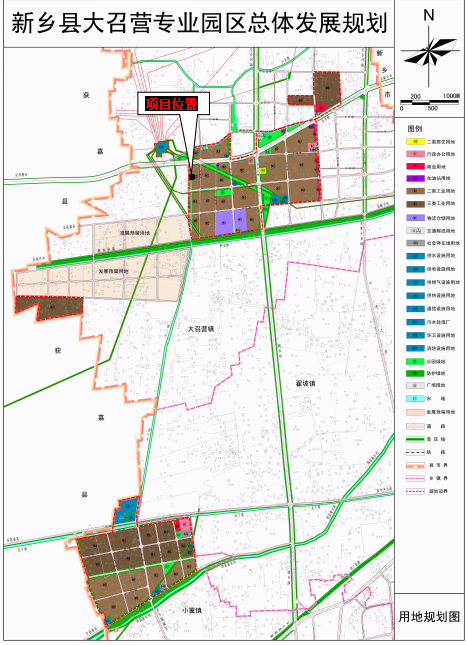 新乡县大召营专业园区总体发展规划
N
200
1000M
0
500
新
乡
市
获
嘉
县
项目位置
发展预留用地
发展预留用地
大召营镇
翟坡镇
获
嘉
县
小冀镇
图例
二类居住用地
行政办公用地
商业用地
加油站用地
二类工业用地
三类工业用地
物流仓储用地
交通枢纽用地
社会停车场用地
供水设施用地
供电设施用地
供燃气设施用地
供热设施用地
通信设施用地
污水处理厂
环卫设施用地
消防设施用地
公园绿地
防护绿地
广场用地
水 域
发展预留用地
道 路
高压线
铁 路
县市界
乡镇界
规划边界
用地规划图